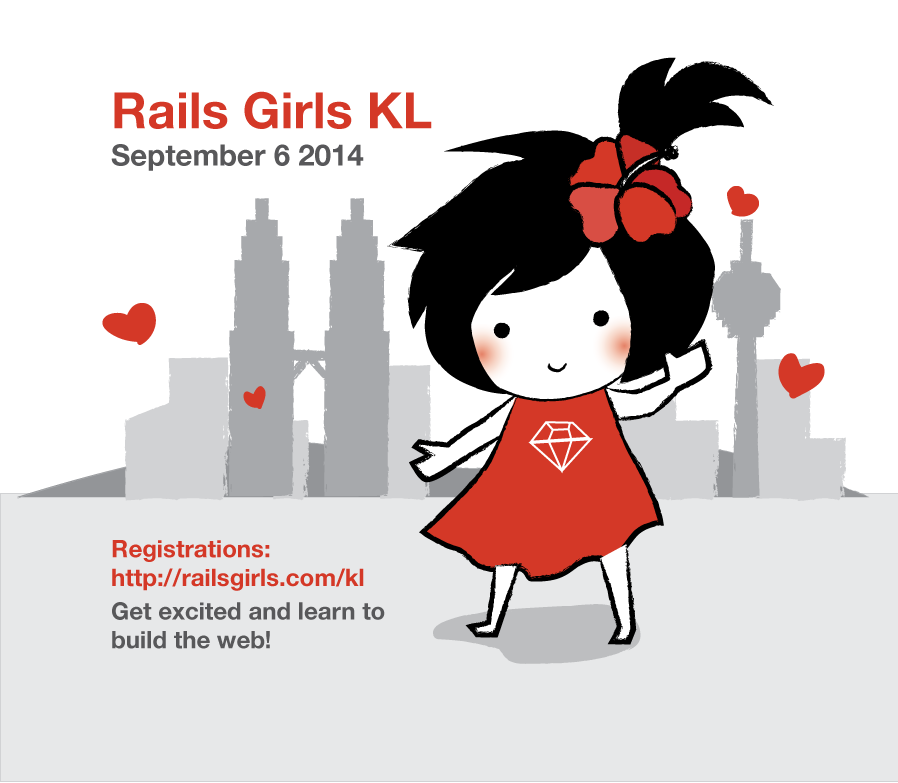 Rails Girls KL
September 6 2014
Registrations:
http://railsgirls.com/kl
Get excited and learn to
build the web!